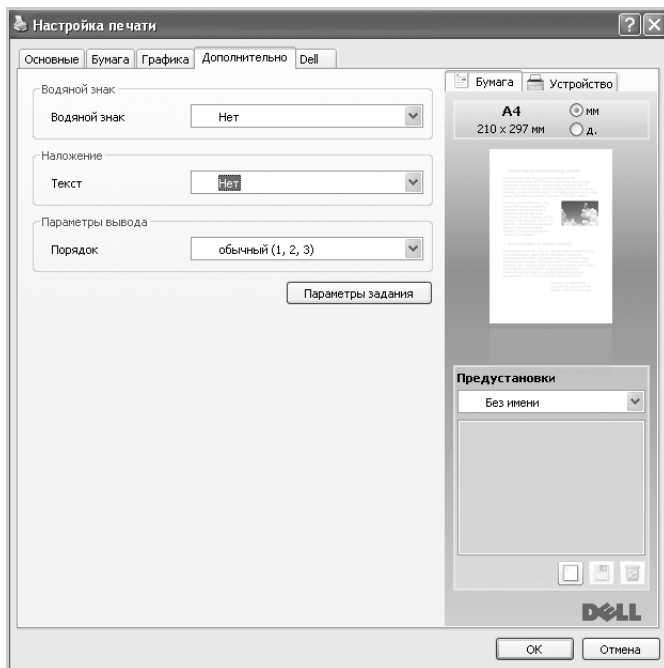 Настройка печати
Основные Бумага Графика Дополнительно Dell
Водяной знак
Водяной знак Нет
Наложение
Текст Нет
Параметры вывода
Порядок обычный (1, 2, 3)
Параметры задания
Бумага Устройство
A4 мм
210 x 297 мм д.
Предустановки
Без имени
DELL
OK Отмена